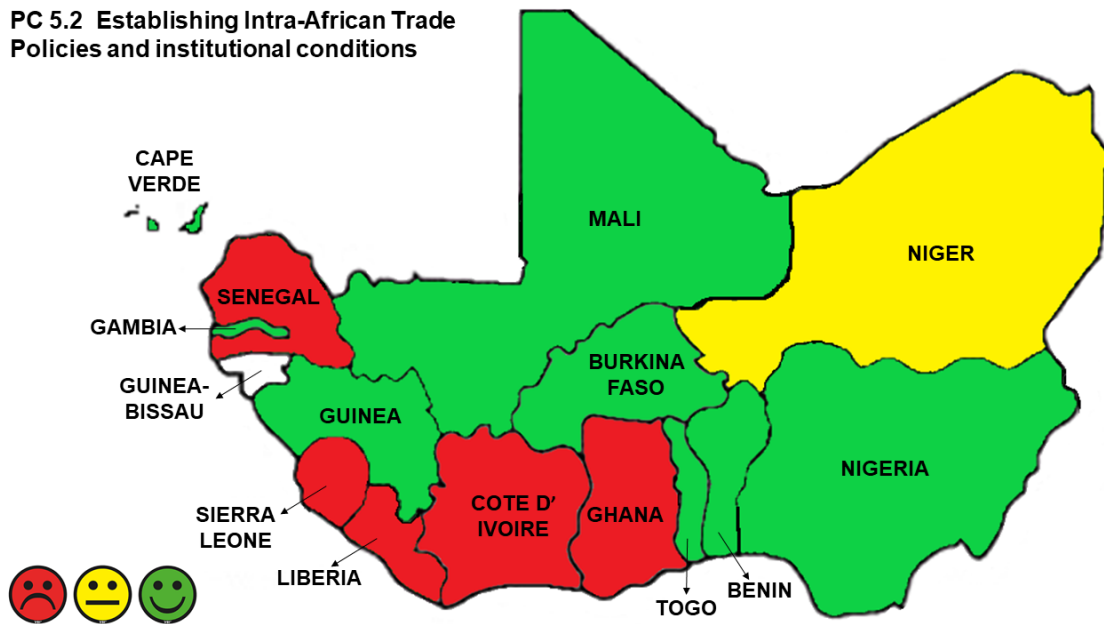 PC 5.2  Establishing Intra-African Trade
Policies and institutional conditions
CAPE
VERDE
MALI
NIGER
SENEGAL
GAMBIA
BURKINA
FASO
GUINEA-
BISSAU
GUINEA
NIGERIA
COTE D’
IVOIRE
GHANA
SIERRA
LEONE
LIBERIA
BENIN
TOGO